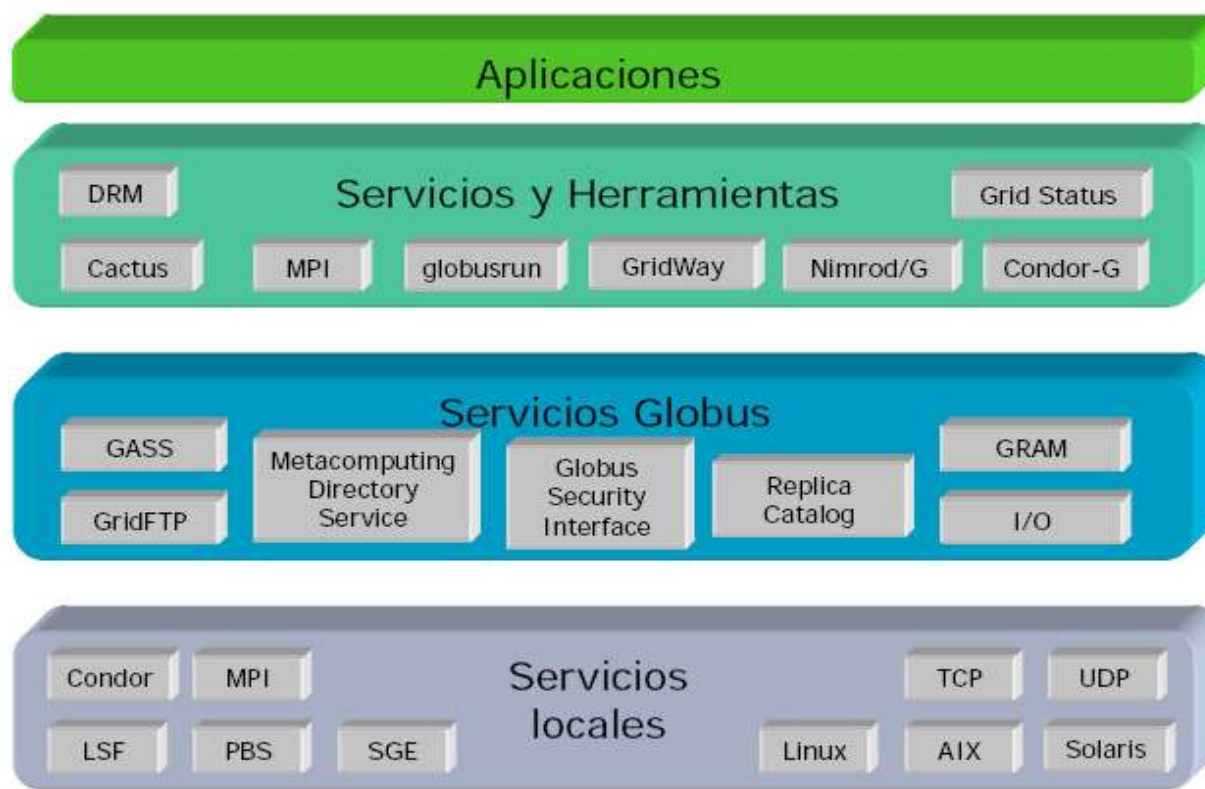 Aplicaciones
DRM
Servicios y Herramientas
Grid Status
Cactus
MPI
globusrun
GridWay
Nimrod/G
Condor-G
Servicios Globus
GASS
Metacomputing
Directory
Service
Globus
Security
Interface
Replica
Catalog
GRAM
GridFTP
I/O
Condor
MPI
Servicios
locales
TCP
UDP
LSF
PBS
SGE
Linux
AIX
Solaris